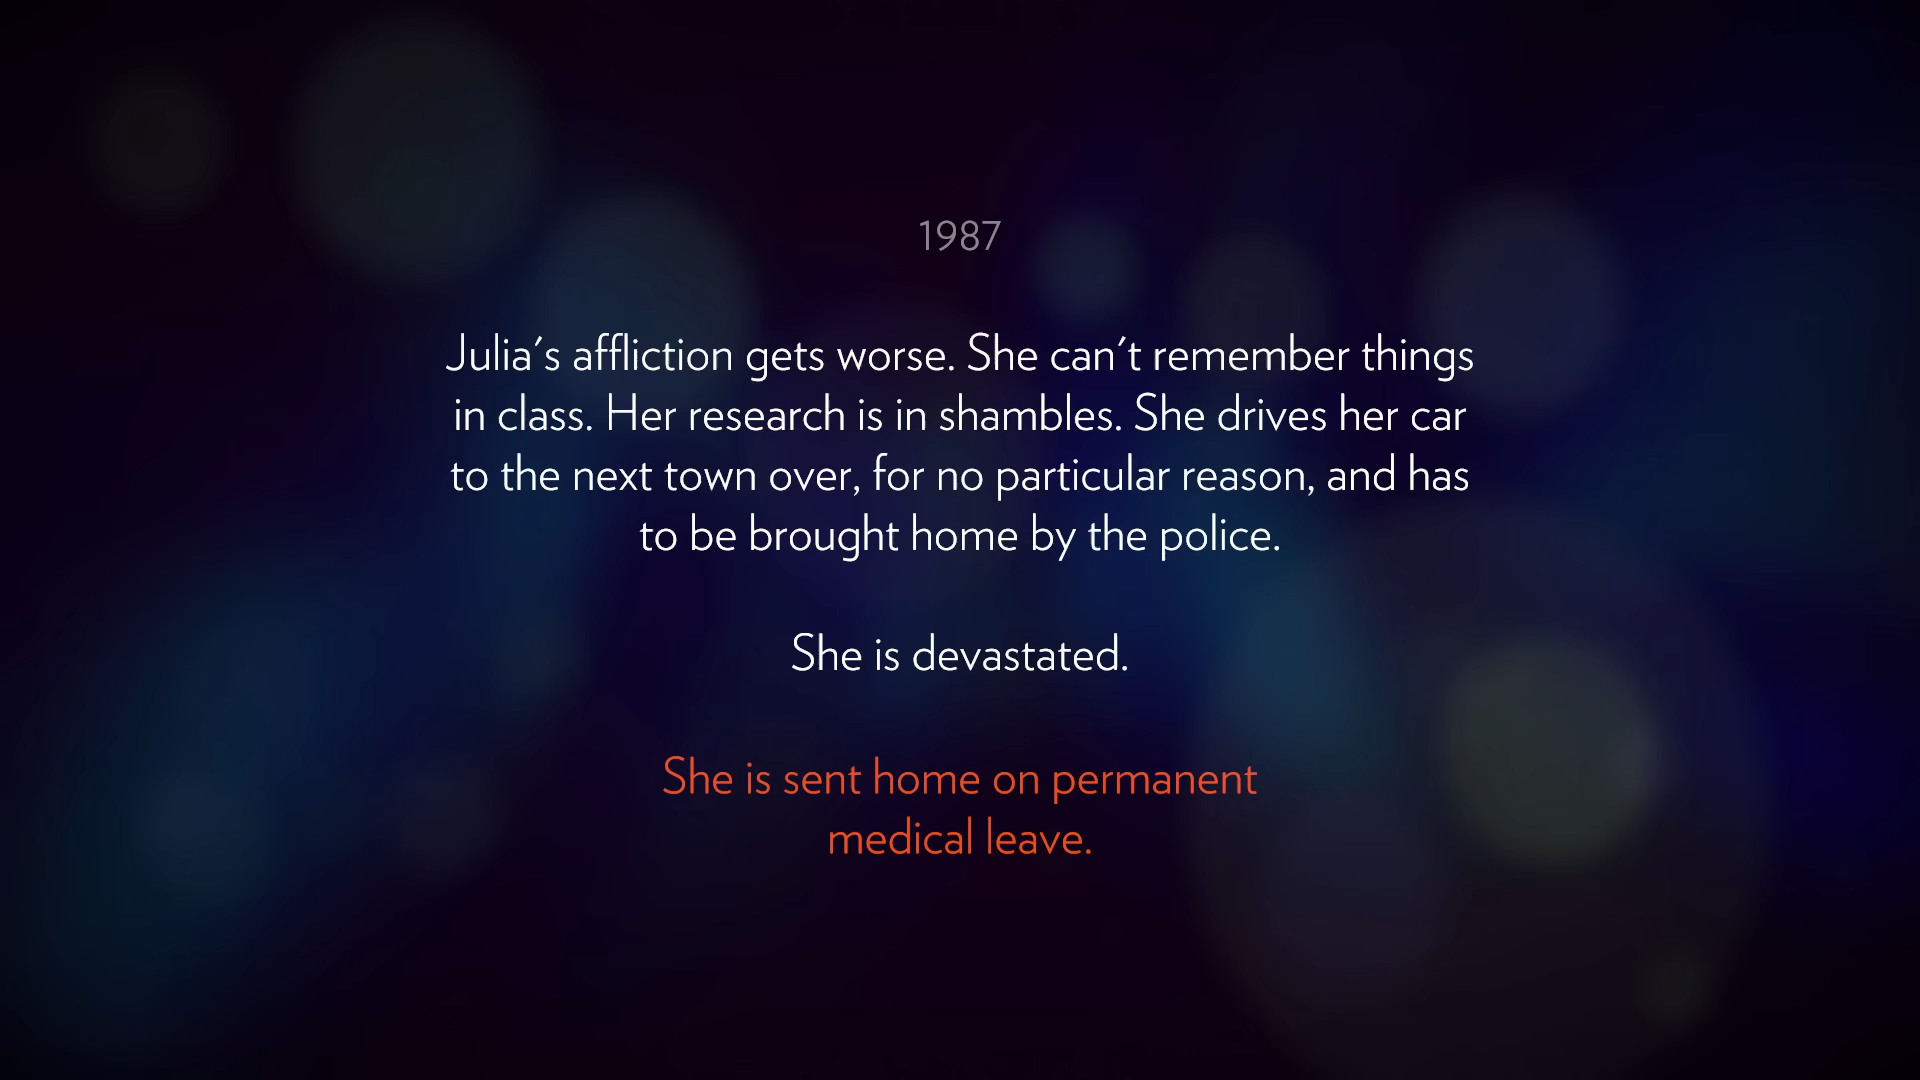 1987
Julia's affliction gets worse. She can't remember things
in class. Her research is in shambles. She drives her car
to the next town over, for no particular reason, and has
to be brought home by the police.
She is devastated.
She is sent home on permanent
medical leave.